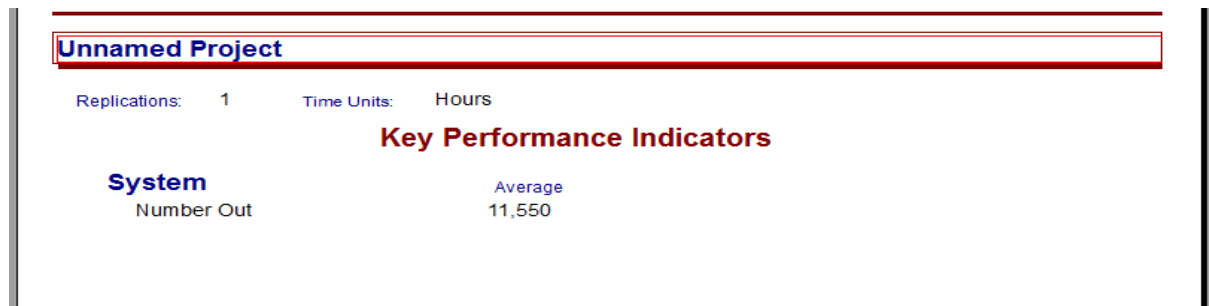 Unnamed Project
Replications: 1 Time Units: Hours
Key Performance Indicators
System Average
Number Out 11,550